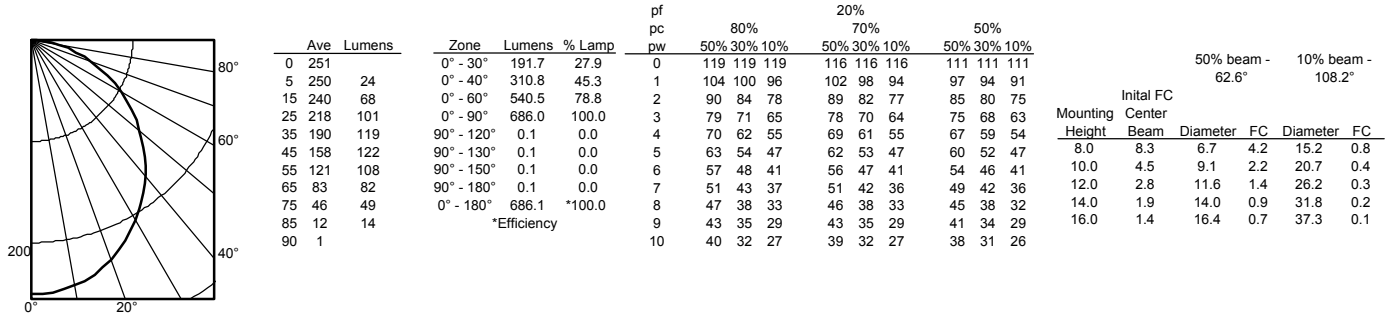 80°
60°
40°
200
0° 20°
Ave Lumens
0 251
5 250 24
15 240 68
25 218 101
35 190 119
45 158 122
55 121 108
65 83 82
75 46 49
85 12 14
90 1
Zone Lumens % Lamp
0° - 30° 191.7 27.9
0° - 40° 310.8 45.3
0° - 60° 540.5 78.8
0° - 90° 686.0 100.0
90° - 120° 0.1 0.0
90° - 130° 0.1 0.0
90° - 150° 0.1 0.0
90° - 180° 0.1 0.0
0° - 180° 686.1 *100.0
*Efficiency
pf 20%
pc 80% 70% 50%
pw 50% 30% 10% 50% 30% 10% 50% 30% 10%
0 119 119 119 116 116 116 111 111 111
1 104 100 96 102 98 94 97 94 91
2 90 84 78 89 82 77 85 80 75
3 79 71 65 78 70 64 75 68 63
4 70 62 55 69 61 55 67 59 54
5 63 54 47 62 53 47 60 52 47
6 57 48 41 56 47 41 54 46 41
7 51 43 37 51 42 36 49 42 36
8 47 38 33 46 38 33 45 38 32
9 43 35 29 43 35 29 41 34 29
10 40 32 27 39 32 27 38 31 26
50% beam - 10% beam -
62.6° 108.2°
Inital FC
Mounting Center
Height Beam Diameter FC Diameter FC
8.0 8.3 6.7 4.2 15.2 0.8
10.0 4.5 9.1 2.2 20.7 0.4
12.0 2.8 11.6 1.4 26.2 0.3
14.0 1.9 14.0 0.9 31.8 0.2
16.0 1.4 16.4 0.7 37.3 0.1